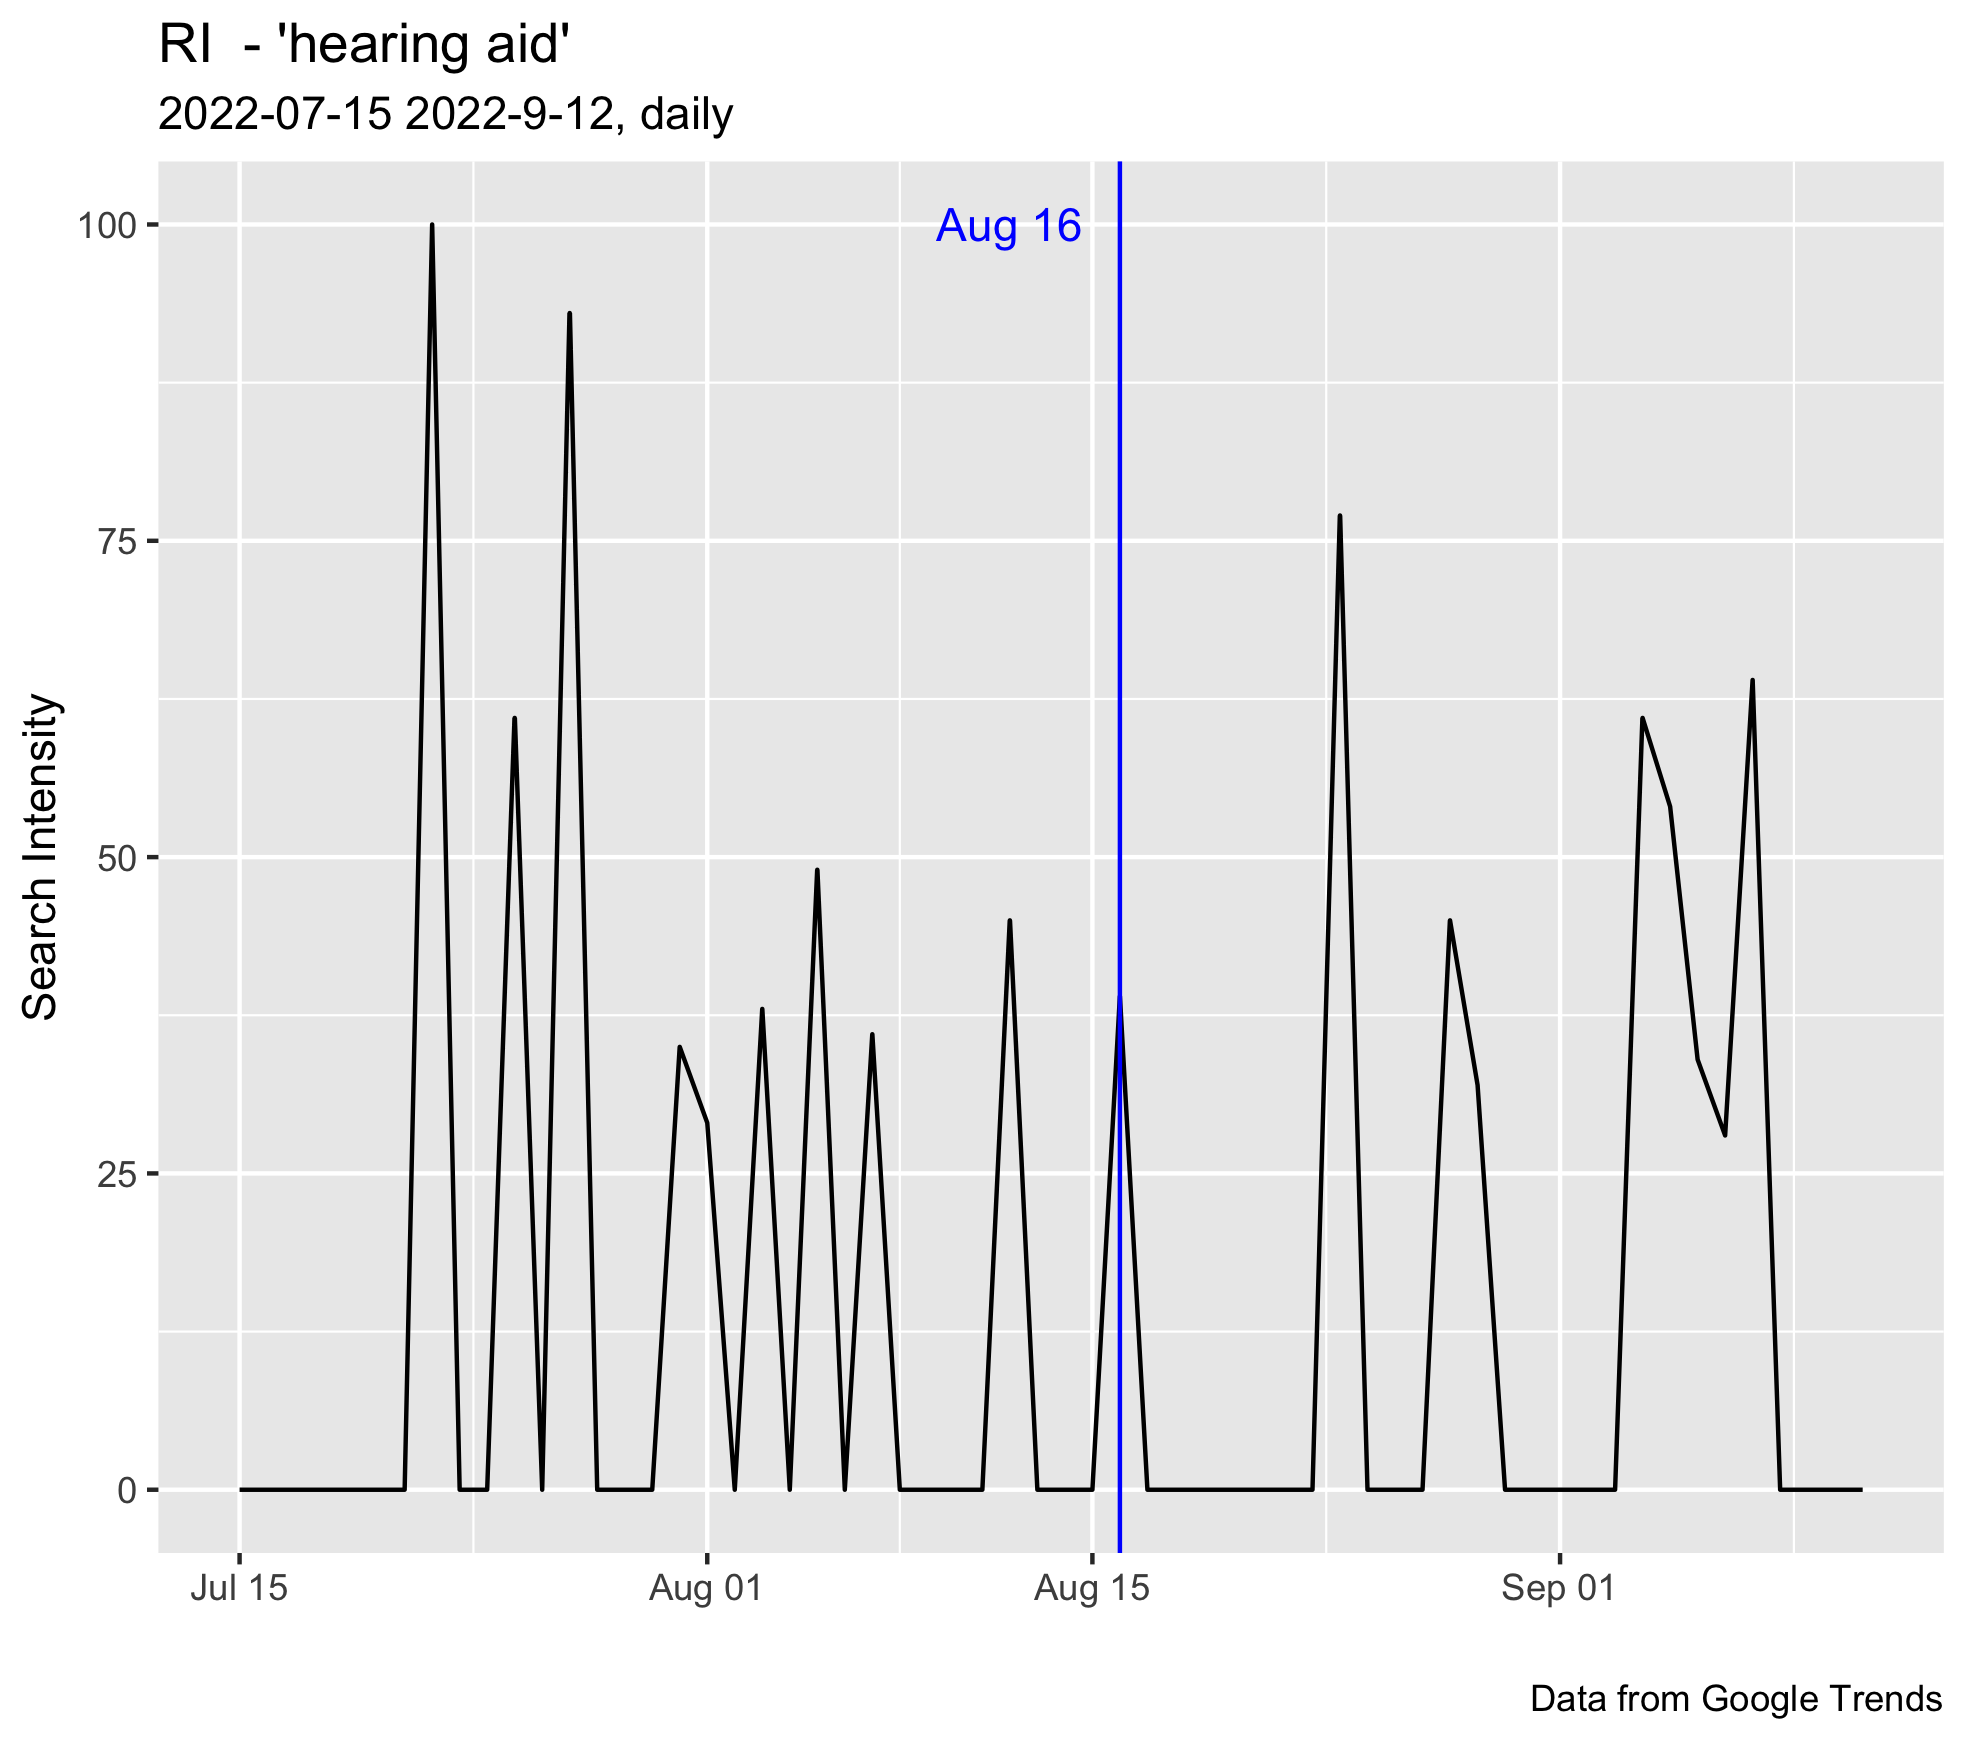 RI  - 'hearing aid'
2022-07-15 2022-9-12, daily
Aug 16
100
75
50
25
0
Search Intensity
Jul 15
Aug 01
Aug 15
Sep 01
Data from Google Trends